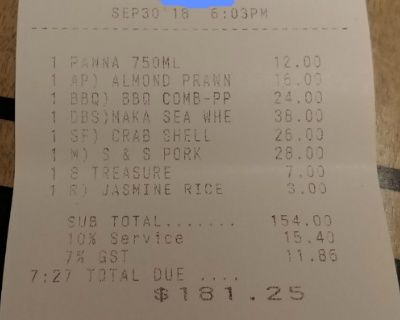 SEP30'18 6:03PM
1 PANNA 750ML 12.00
1 AP) ALMOND PRAWN 16.00
1 BBQ) BBQ COMB-PP 24.00
1 DBS)MAKA SEA WHE 38.00
1 SF) CRAB SHELL 26.00
1 M) S & S PORK 28.00
1 8 TREASURE 7.00
1 R) JASMINE RICE 3.00
SUB TOTAL....... 154.00
10% Service 15.40
7% GST 11.86
7:27 TOTAL DUE ....
$181.25